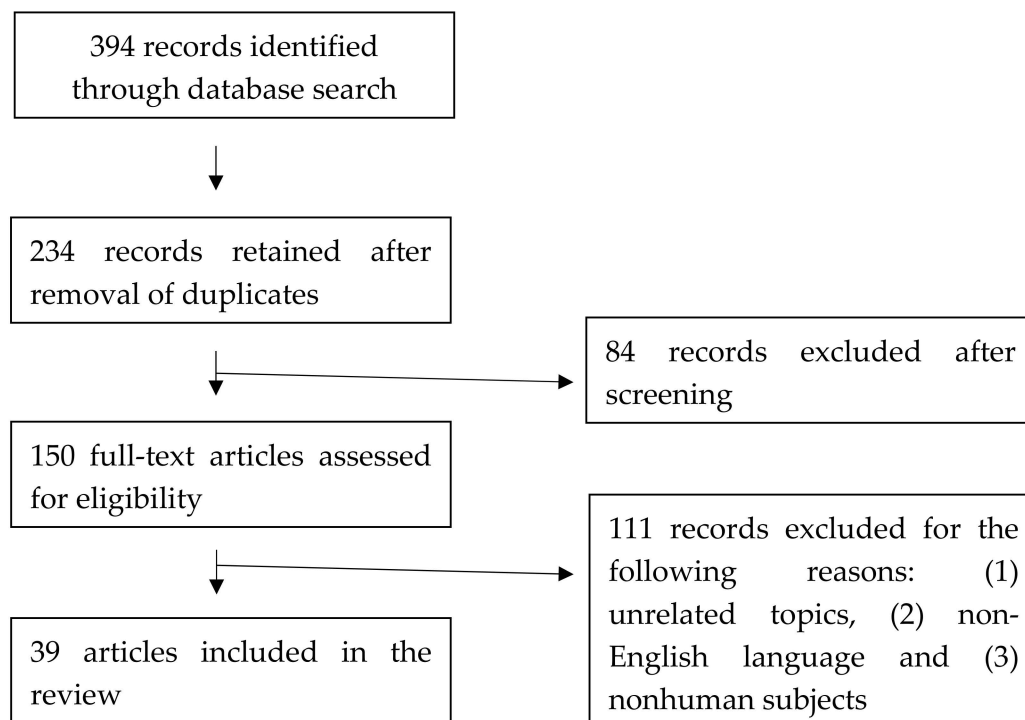 394 records identified
through database search
234 records retained after
removal of duplicates
84 records excluded after
screening
150 full-text articles assessed
for eligibility
111 records excluded for the
following reasons: (1)
unrelated topics, (2) non-
English language and (3)
nonhuman subjects
39 articles included in the
review